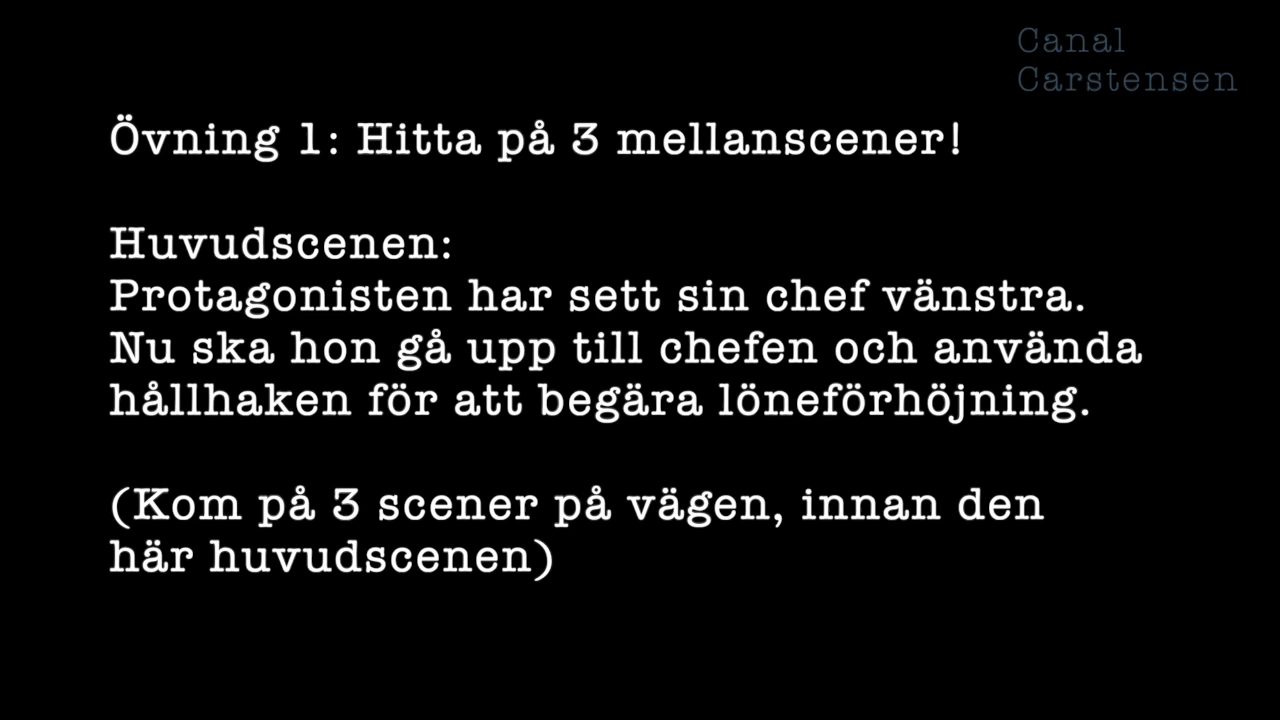 Canal
Carstensen
Övning 1: Hitta på 3 mellanscener!
Huvudscenen:
Protagonisten har sett sin chef vänstra.
Nu ska hon gå upp till chefen och använda
hållhaken för att begära löneförhöjning.
(Kom på 3 scener på vägen, innan den
här huvudscenen)